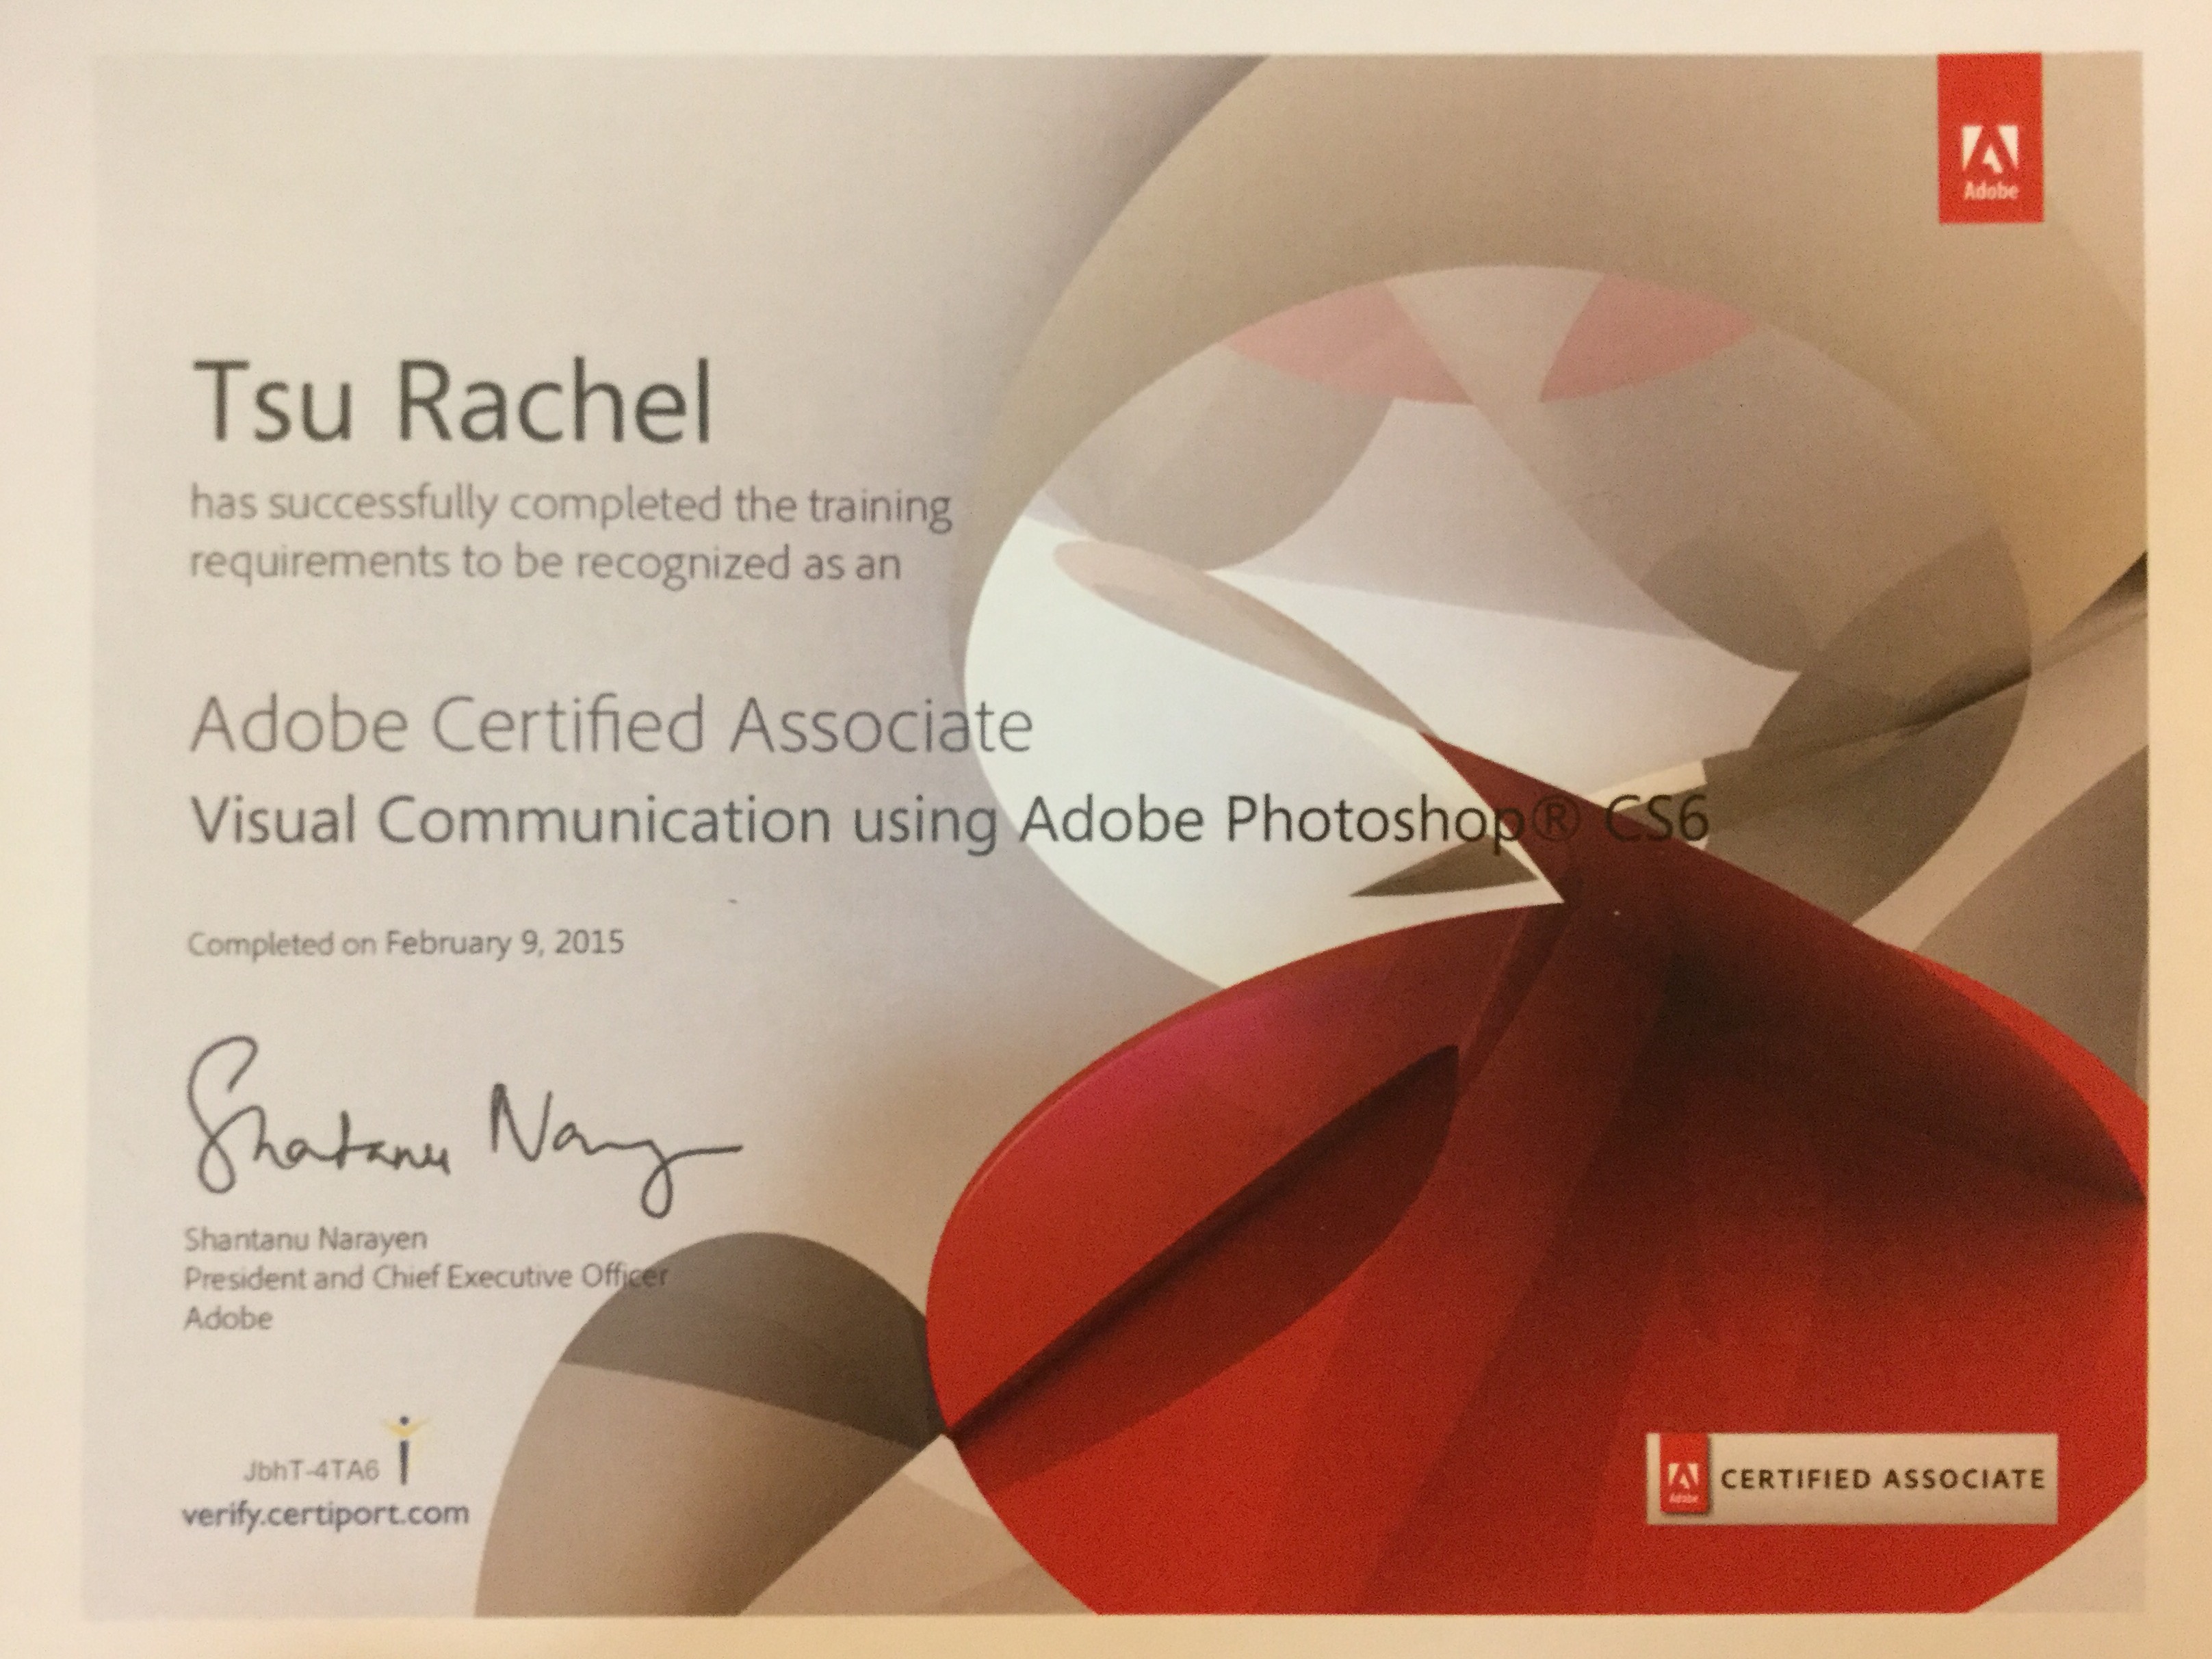 Adobe
Tsu Rachel
has successfully completed the training
requirements to be recognized as an
Adobe Certified Associate
Visual Communication using Adobe Photoshop® CS6
Completed on February 9, 2015
Shantanu Narayen
Shantanu Narayen
President and Chief Executive Officer
Adobe
JbhT-4TA6
verify.certiport.com
Adobe
CERTIFIED ASSOCIATE